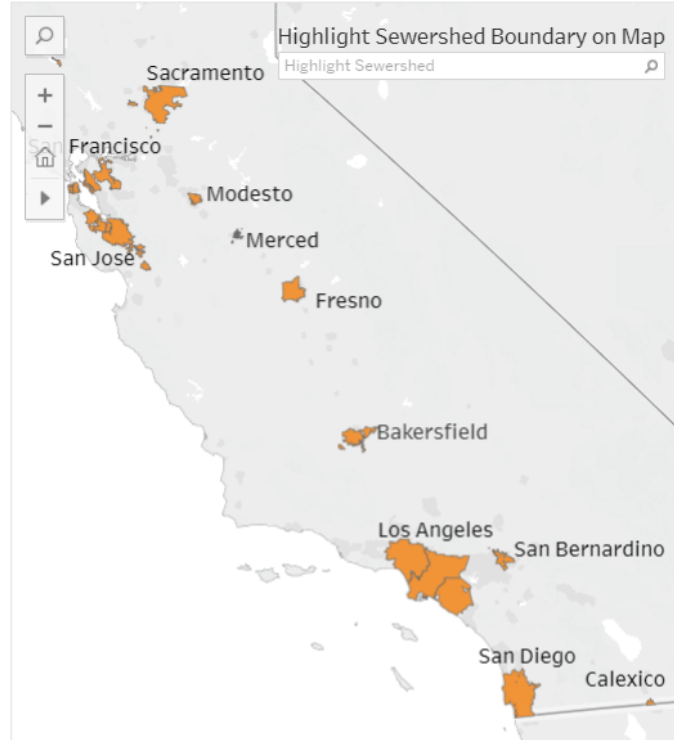 Highlight Sewershed Boundary on Map
Highlight Sewershed
Sacramento
San Francisco
Modesto
Merced
San Jose
Fresno
Bakersfield
Los Angeles
San Bernardino
San Diego
Calexico